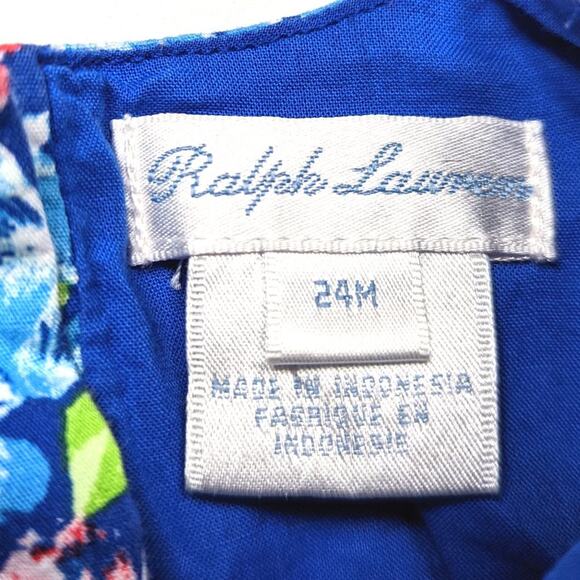 Ralph Lauren
24M
MADE IN INDONESIA
FABRIQUE EN
INDONESIE